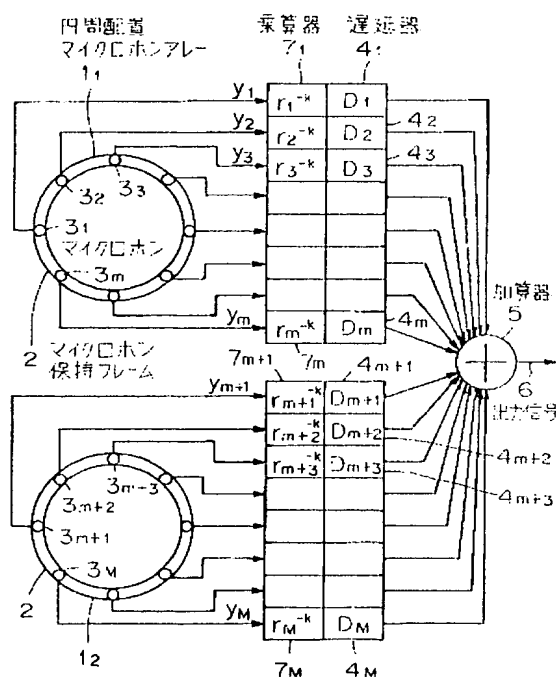 円周配置
マイクロホンアレー
1₁
乗算器
7₁
遅延器
4₁
y₁
r₁⁻ᵏ
D₁
y₂
r₂⁻ᵏ
D₂
4₂
y₃
r₃⁻ᵏ
D₃
4₃
3₃
3₂
3₁
マイクロホン
3m
ym
rm⁻ᵏ
Dm
4m
7m
2
マイクロホン
保持フレーム
加算器
5
6
出力信号
7m+1
4m+1
ym+1
rm+1⁻ᵏ
Dm+1
rm+2⁻ᵏ
Dm+2
4m+2
rm+3⁻ᵏ
Dm+3
4m+3
3m+3
3m+2
3m+1
3M
2
1₂
yM
rM⁻ᵏ
DM
7M
4M